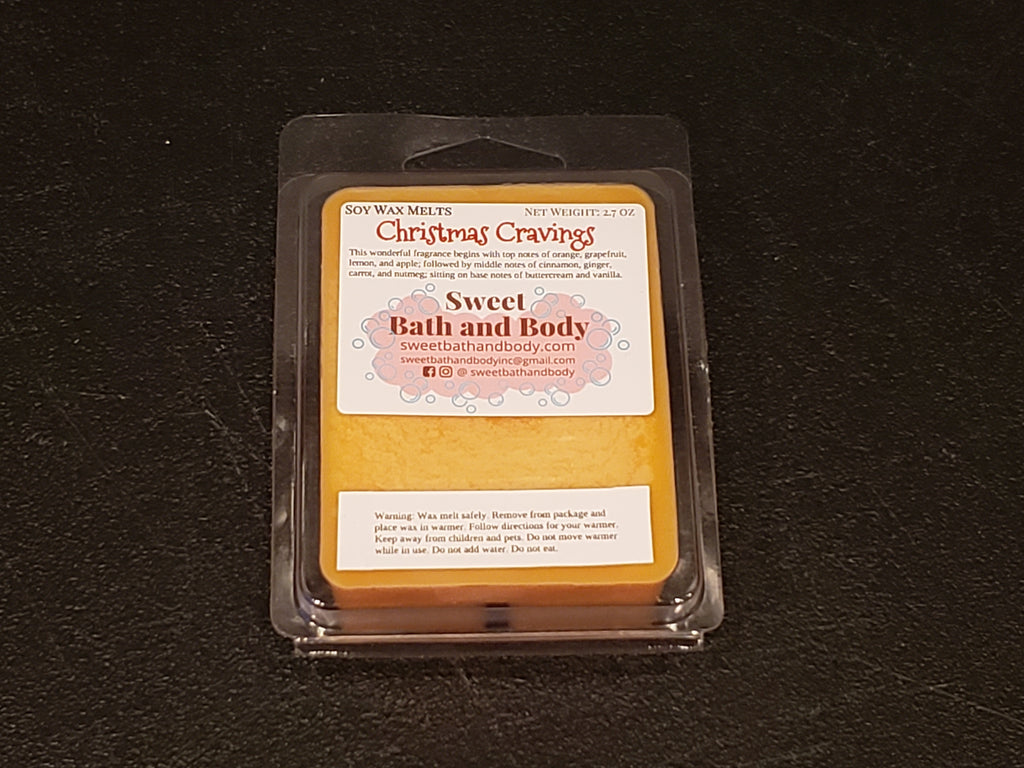 Soy Wax Melts Net Weight: 2.7 oz
Christmas Cravings
This wonderful fragrance begins with top notes of orange, grapefruit,
lemon, and apple; followed by middle notes of cinnamon, ginger,
carrot, and nutmeg; sitting on base notes of buttercream and vanilla.
Sweet
Bath and Body
sweetbathandbody.com
sweetbathandbodyinc@gmail.com
@ sweetbathandbody
Warning: Wax melt safely. Remove from package and
place wax in warmer. Follow directions for your warmer.
Keep away from children and pets. Do not move warmer
while in use. Do not add water. Do not eat.